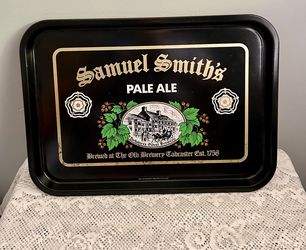 Samuel Smith's
PALE ALE
Brewed at The Old Brewery Tadcaster Est. 1758